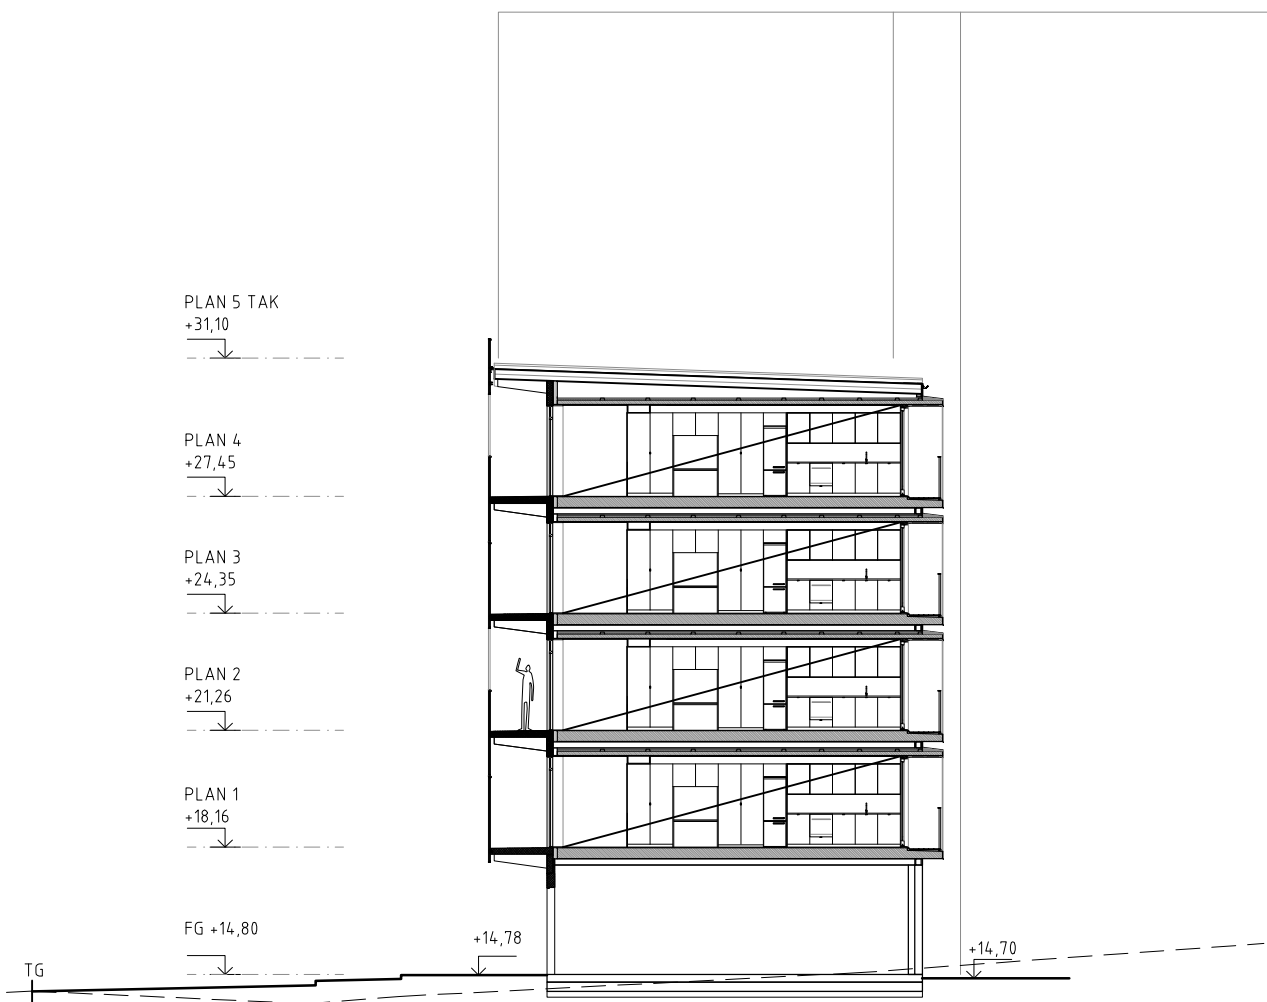 PLAN 5 TAK
+31,10
PLAN 4
+27,45
PLAN 3
+24,35
PLAN 2
+21,26
PLAN 1
+18,16
FG +14,80
+14,78
+14,70
TG